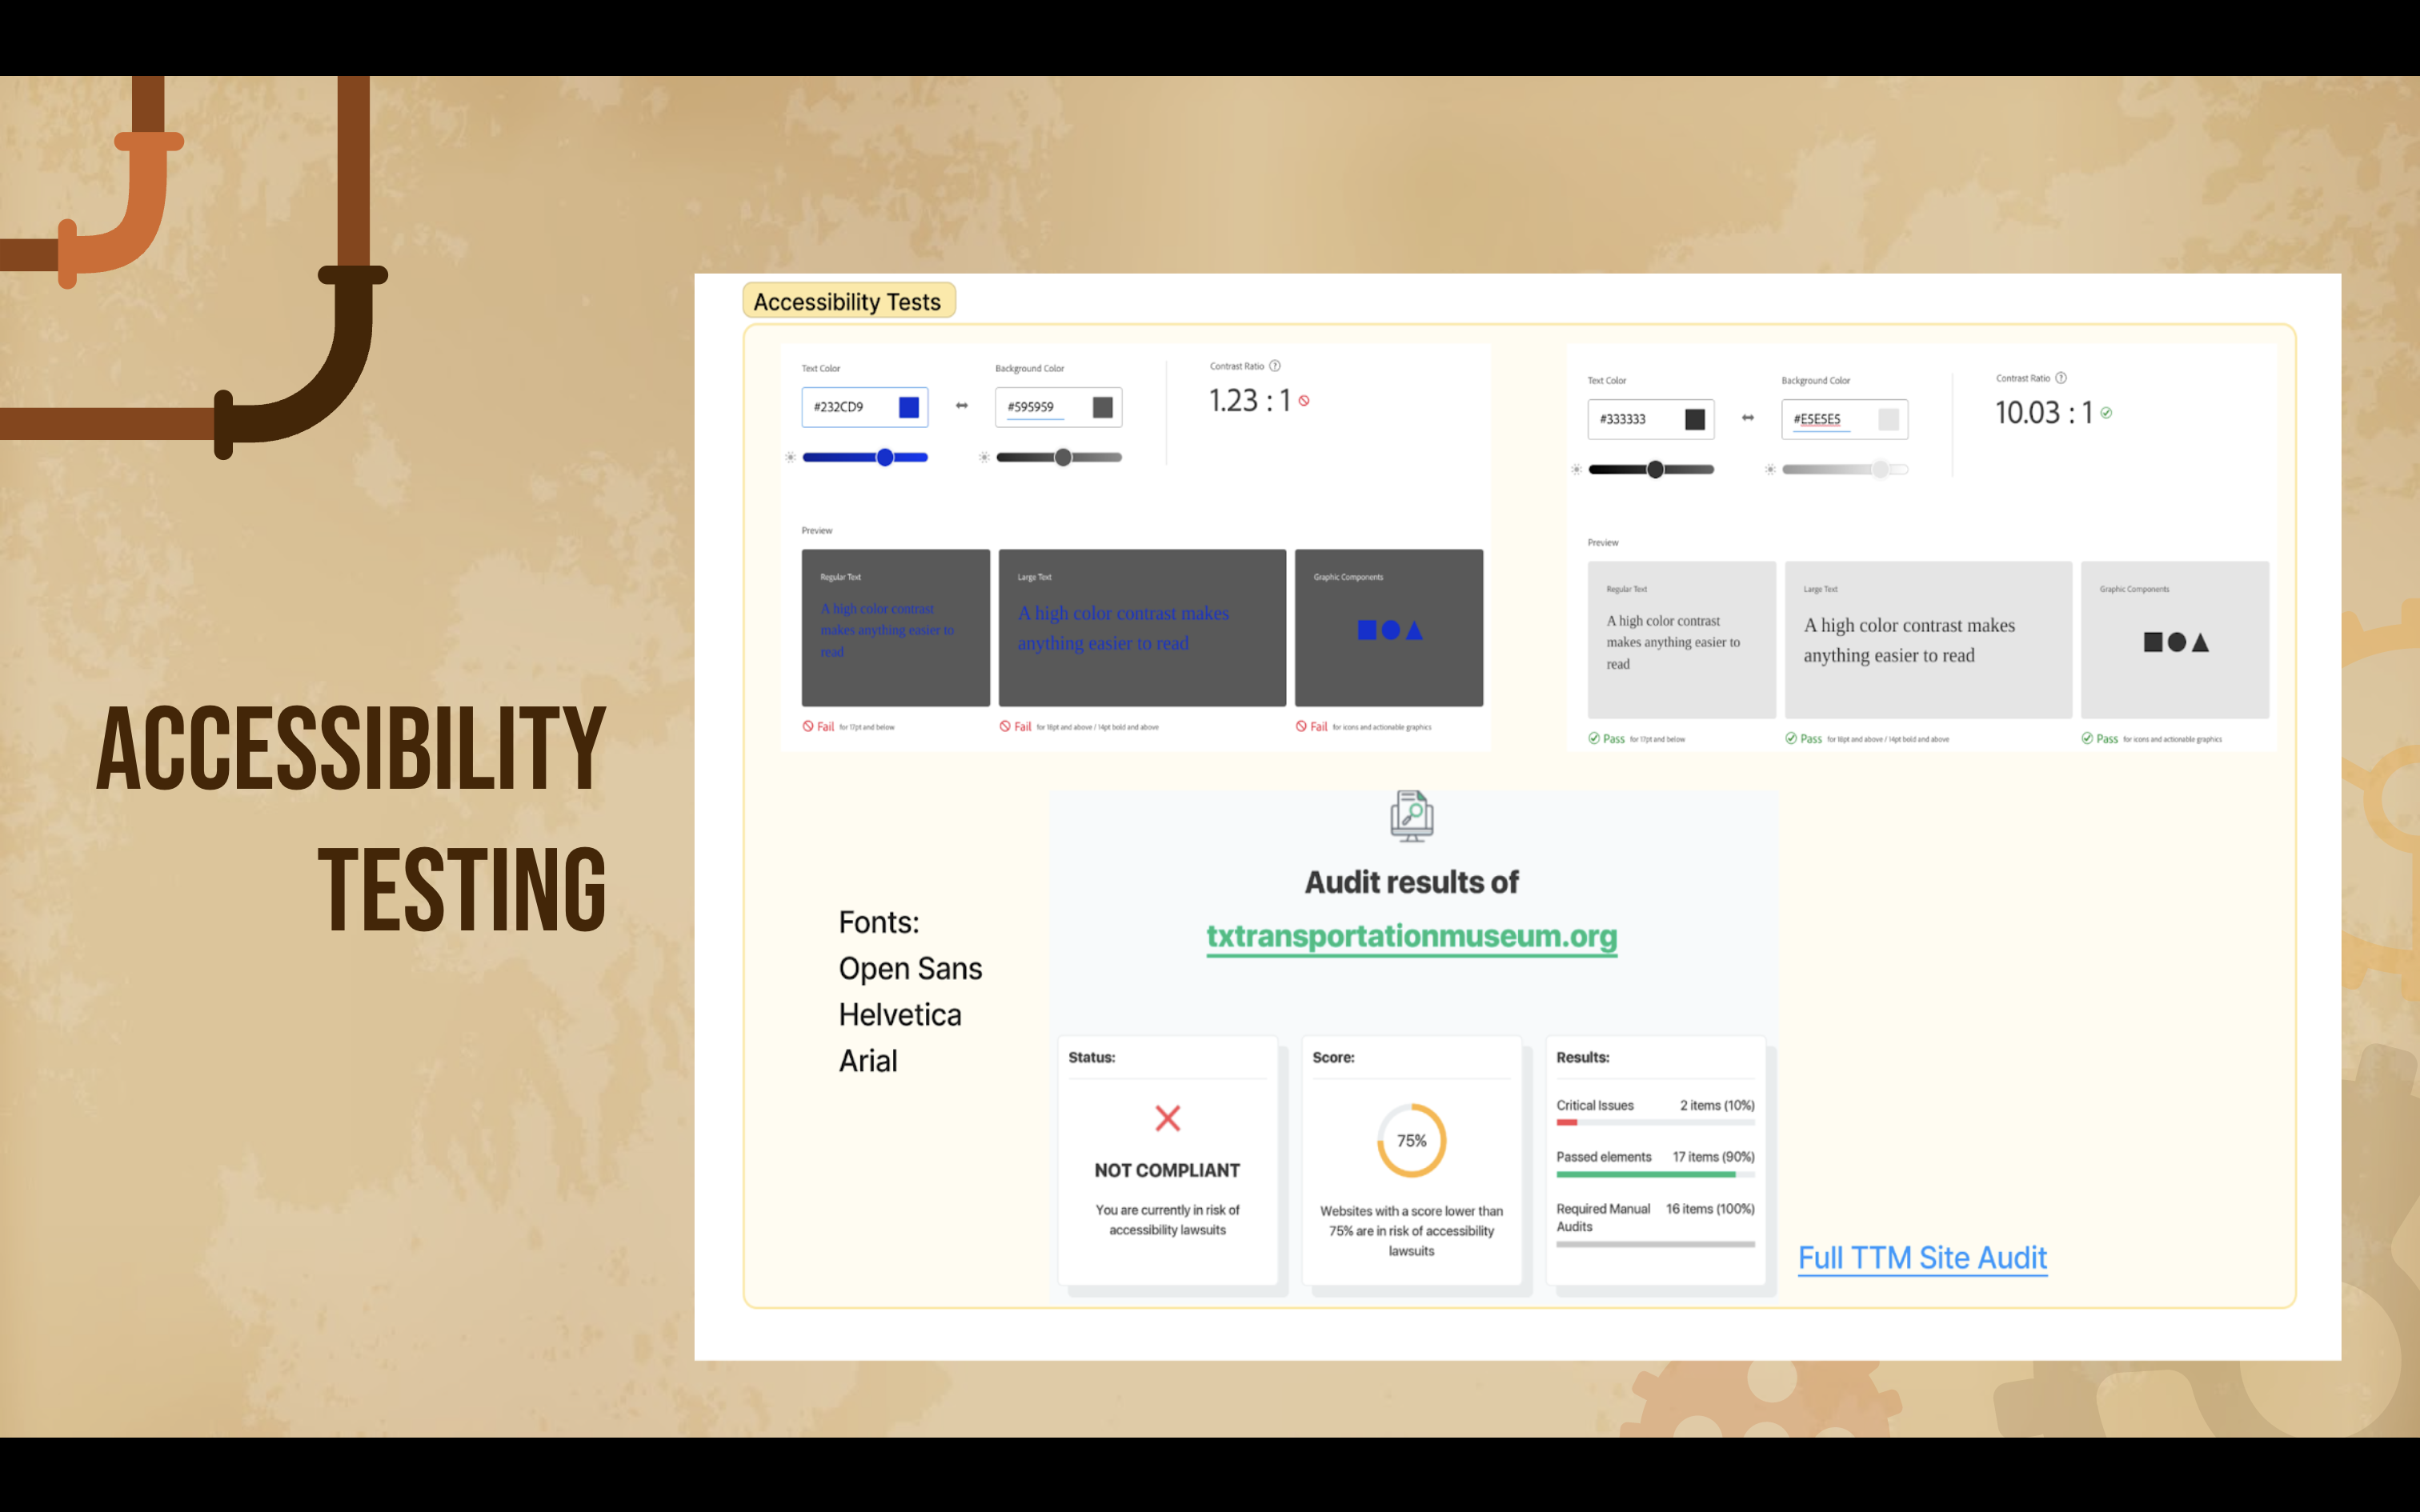 ACCESSIBILITY
TESTING
Accessibility Tests
Text Color
Background Color
Contrast Ratio ?
#232CD9
#595959
1.23 : 1
Preview
Regular Text
A high color contrast
makes anything easier to
read
Large Text
A high color contrast makes
anything easier to read
Graphic Components
Fail for 17pt and below
Fail for 18pt and above / 14pt bold and above
Fail for icons and actionable graphics
Text Color
Background Color
Contrast Ratio ?
#333333
#E5E5E5
10.03 : 1
Preview
Regular Text
A high color contrast
makes anything easier to
read
Large Text
A high color contrast makes
anything easier to read
Graphic Components
Pass for 17pt and below
Pass for 18pt and above / 14pt bold and above
Pass for icons and actionable graphics
Fonts:
Open Sans
Helvetica
Arial
Audit results of
txtransportationmuseum.org
Status:
NOT COMPLIANT
You are currently in risk of
accessibility lawsuits
Score:
75%
Websites with a score lower than
75% are in risk of accessibility
lawsuits
Results:
Critical Issues 2 items (10%)
Passed elements 17 items (90%)
Required Manual 16 items (100%)
Audits
Full TTM Site Audit